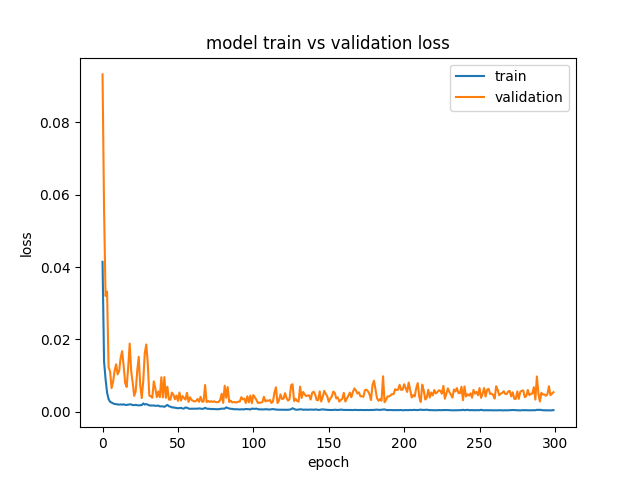 model train vs validation loss
train
validation
0.08
0.06
0.04
0.02
0.00
loss
0 50 100 150 200 250 300
epoch